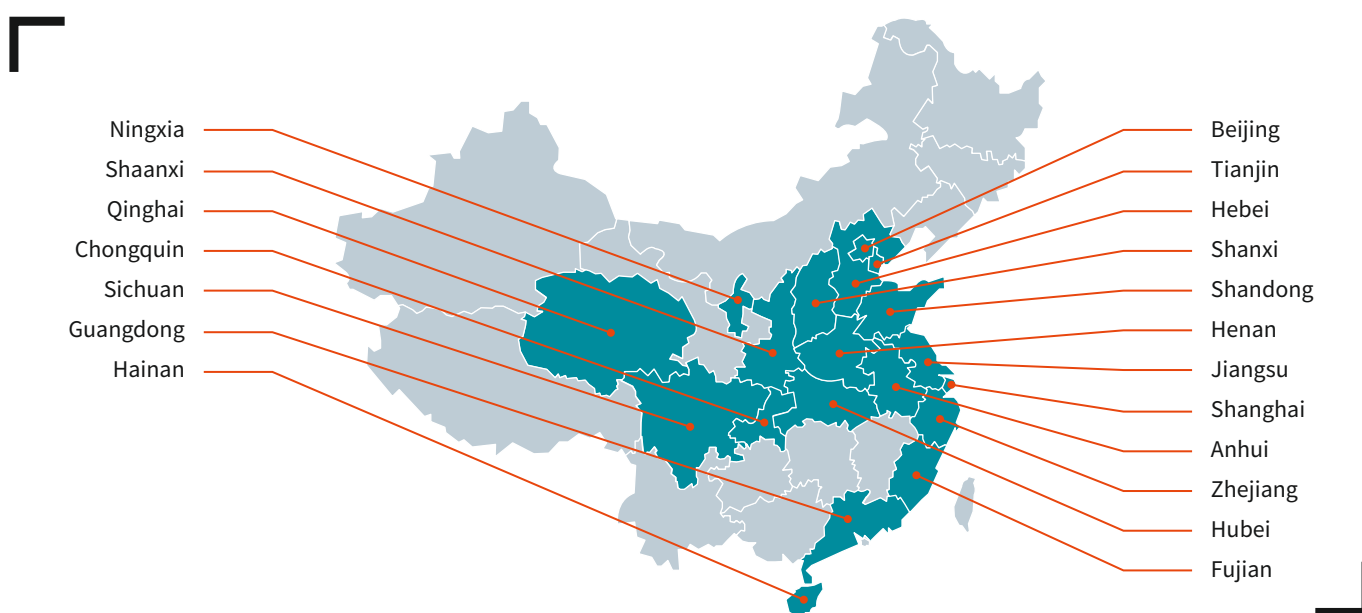 Ningxia
Shaanxi
Qinghai
Chongquin
Sichuan
Guangdong
Hainan
Beijing
Tianjin
Hebei
Shanxi
Shandong
Henan
Jiangsu
Shanghai
Anhui
Zhejiang
Hubei
Fujian